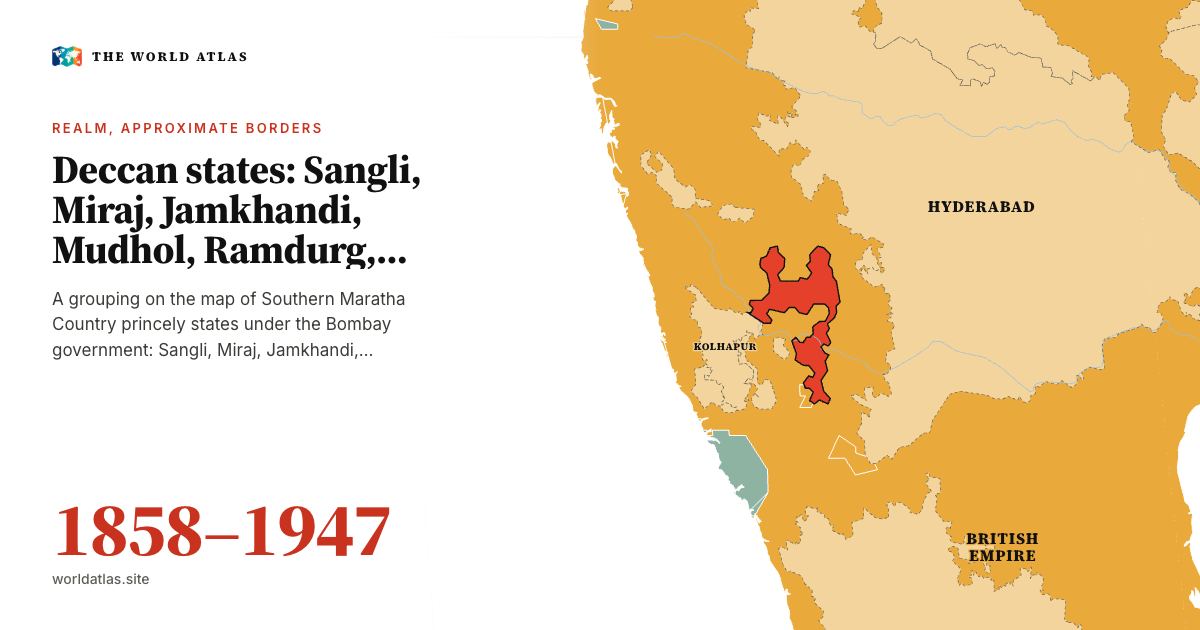 THE WORLD ATLAS
REALM, APPROXIMATE BORDERS
Deccan states: Sangli,
Miraj, Jamkhandi,
Mudhol, Ramdurg,...
A grouping on the map of Southern Maratha
Country princely states under the Bombay
government: Sangli, Miraj, Jamkhandi,...
1858–1947
worldatlas.site
HYDERABAD
KOLHAPUR
BRITISH
EMPIRE